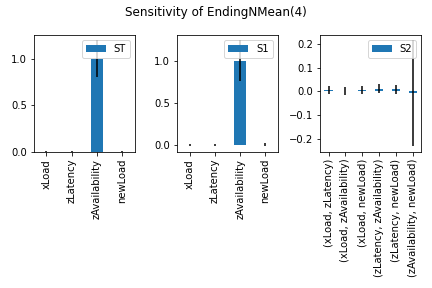 Sensitivity of EndingNMean(4)
ST
1.0
0.5
0.0
xLoad
zLatency
zAvailability
newLoad
S1
1.0
0.5
0.0
xLoad
zLatency
zAvailability
newLoad
S2
0.2
0.1
0.0
−0.1
−0.2
(xLoad, zLatency)
(xLoad, zAvailability)
(xLoad, newLoad)
(zLatency, zAvailability)
(zLatency, newLoad)
(zAvailability, newLoad)